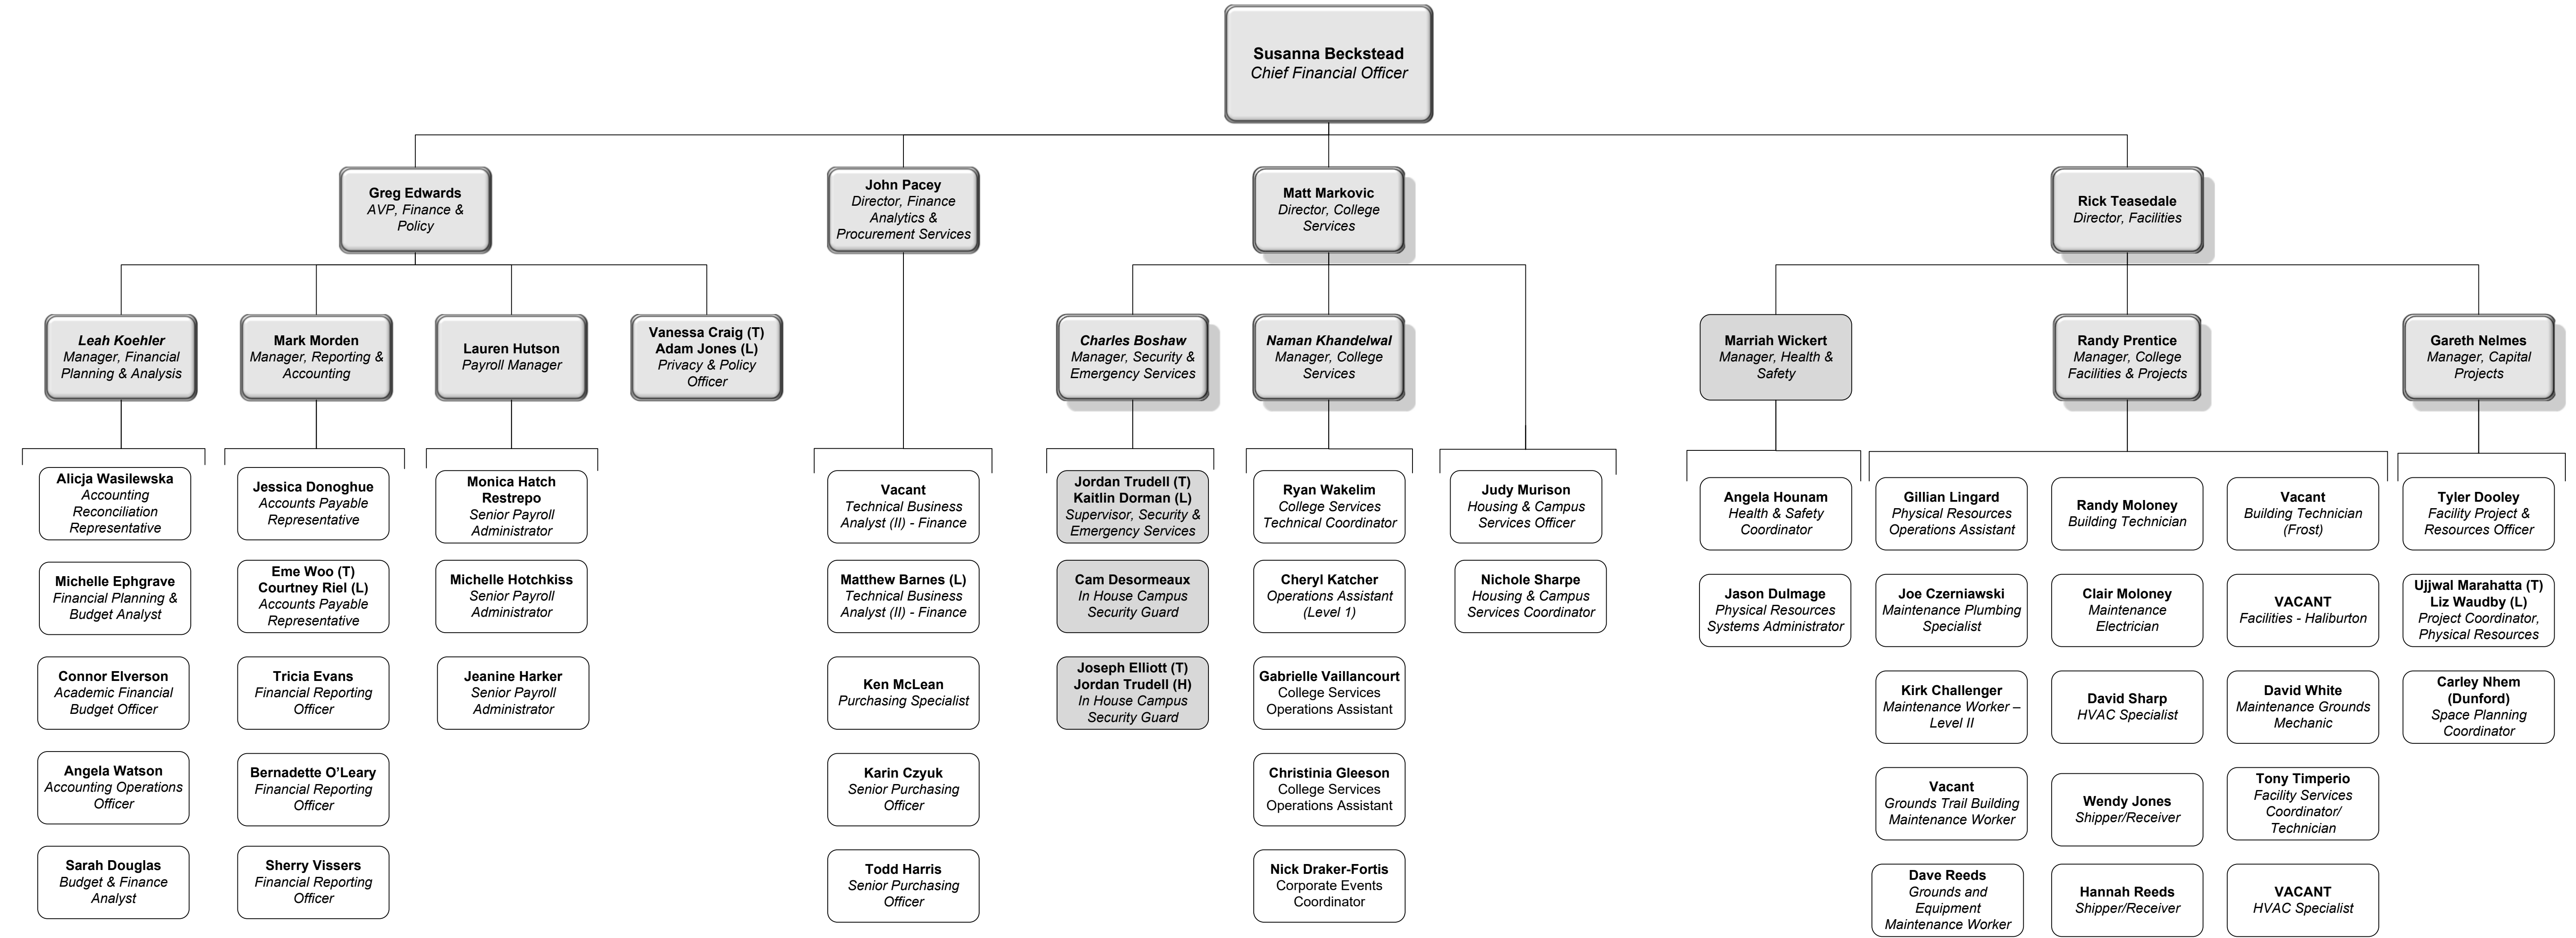 Susanna Beckstead
Chief Financial Officer
Greg Edwards
AVP, Finance &
Policy
John Pacey
Director, Finance
Analytics &
Procurement Services
Matt Markovic
Director, College
Services
Rick Teasedale
Director, Facilities
Leah Koehler
Manager, Financial
Planning & Analysis
Mark Morden
Manager, Reporting &
Accounting
Lauren Hutson
Payroll Manager
Vanessa Craig (T)
Adam Jones (L)
Privacy & Policy
Officer
Charles Boshaw
Manager, Security &
Emergency Services
Naman Khandelwal
Manager, College
Services
Marriah Wickert
Manager, Health &
Safety
Randy Prentice
Manager, College
Facilities & Projects
Gareth Nelmes
Manager, Capital
Projects
Alicja Wasilewska
Accounting
Reconciliation
Representative
Michelle Ephgrave
Financial Planning &
Budget Analyst
Connor Elverson
Academic Financial
Budget Officer
Angela Watson
Accounting Operations
Officer
Sarah Douglas
Budget & Finance
Analyst
Jessica Donoghue
Accounts Payable
Representative
Eme Woo (T)
Courtney Riel (L)
Accounts Payable
Representative
Tricia Evans
Financial Reporting
Officer
Bernadette O’Leary
Financial Reporting
Officer
Sherry Vissers
Financial Reporting
Officer
Monica Hatch
Restrepo
Senior Payroll
Administrator
Michelle Hotchkiss
Senior Payroll
Administrator
Jeanine Harker
Senior Payroll
Administrator
Vacant
Technical Business
Analyst (II) - Finance
Matthew Barnes (L)
Technical Business
Analyst (II) - Finance
Ken McLean
Purchasing Specialist
Karin Czyuk
Senior Purchasing
Officer
Todd Harris
Senior Purchasing
Officer
Jordan Trudell (T)
Kaitlin Dorman (L)
Supervisor, Security &
Emergency Services
Cam Desormeaux
In House Campus
Security Guard
Joseph Elliott (T)
Jordan Trudell (H)
In House Campus
Security Guard
Ryan Wakelim
College Services
Technical Coordinator
Cheryl Katcher
Operations Assistant
(Level 1)
Gabrielle Vaillancourt
College Services
Operations Assistant
Christinia Gleeson
College Services
Operations Assistant
Nick Draker-Fortis
Corporate Events
Coordinator
Judy Murison
Housing & Campus
Services Officer
Nichole Sharpe
Housing & Campus
Services Coordinator
Angela Hounam
Health & Safety
Coordinator
Jason Dulmage
Physical Resources
Systems Administrator
Gillian Lingard
Physical Resources
Operations Assistant
Joe Czerniawski
Maintenance Plumbing
Specialist
Kirk Challenger
Maintenance Worker –
Level II
Vacant
Grounds Trail Building
Maintenance Worker
Dave Reeds
Grounds and
Equipment
Maintenance Worker
Randy Moloney
Building Technician
Clair Moloney
Maintenance
Electrician
David Sharp
HVAC Specialist
Wendy Jones
Shipper/Receiver
Hannah Reeds
Shipper/Receiver
Vacant
Building Technician
(Frost)
VACANT
Facilities - Haliburton
David White
Maintenance Grounds
Mechanic
Tony Timperio
Facility Services
Coordinator/
Technician
VACANT
HVAC Specialist
Tyler Dooley
Facility Project &
Resources Officer
Ujjwal Marahatta (T)
Liz Waudby (L)
Project Coordinator,
Physical Resources
Carley Nhem
(Dunford)
Space Planning
Coordinator